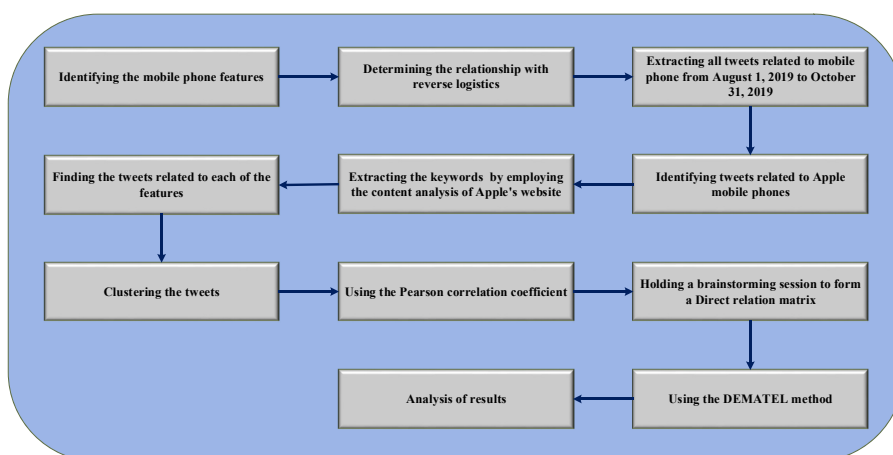 Identifying the mobile phone features
Determining the relationship with
reverse logistics
Extracting all tweets related to mobile
phone from August 1, 2019 to October
31, 2019
Identifying tweets related to Apple
mobile phones
Extracting the keywords by employing
the content analysis of Apple's website
Finding the tweets related to each of the
features
Clustering the tweets
Using the Pearson correlation coefficient
Holding a brainstorming session to form
a Direct relation matrix
Using the DEMATEL method
Analysis of results